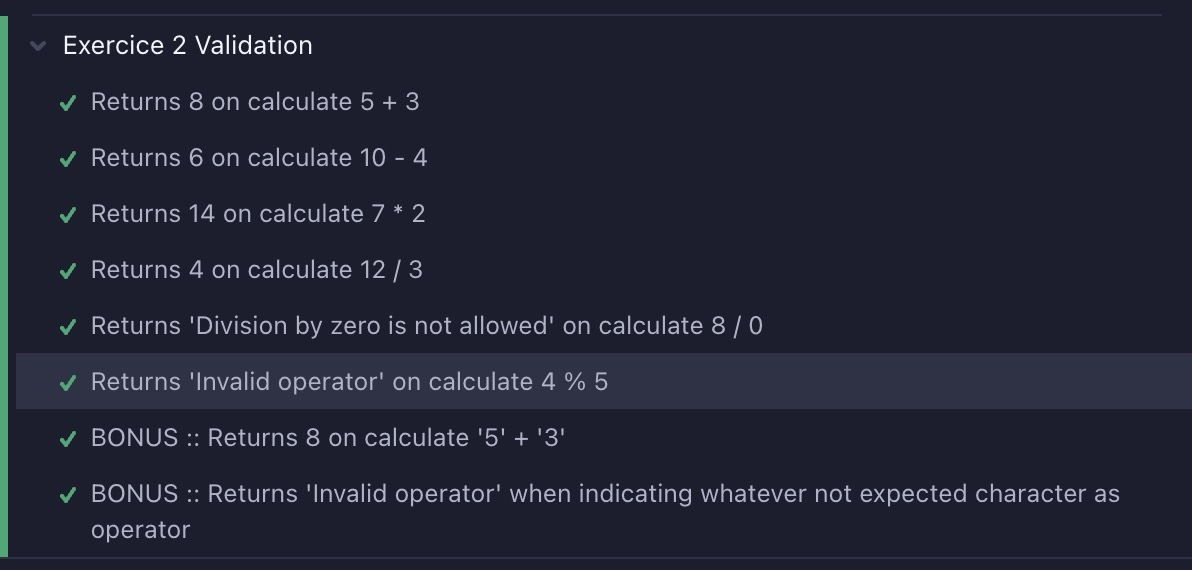 Exercice 2 Validation
Returns 8 on calculate 5 + 3
Returns 6 on calculate 10 - 4
Returns 14 on calculate 7 * 2
Returns 4 on calculate 12 / 3
Returns 'Division by zero is not allowed' on calculate 8 / 0
Returns 'Invalid operator' on calculate 4 % 5
BONUS :: Returns 8 on calculate '5' + '3'
BONUS :: Returns 'Invalid operator' when indicating whatever not expected character as
operator